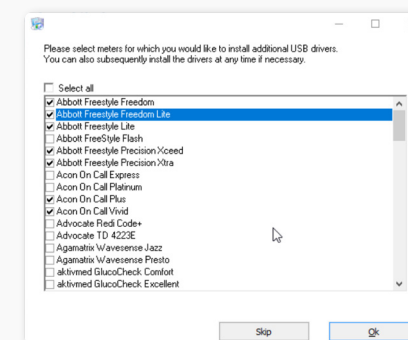 Please select meters for which you would like to install additional USB drivers.
You can also subsequently install the drivers at any time if necessary.
Select all
Abbott Freestyle Freedom
Abbott Freestyle Freedom Lite
Abbott Freestyle Lite
Abbott FreeStyle Flash
Abbott Freestyle Precision Xceed
Abbott Freestyle Precision Xtra
Acon On Call Express
Acon On Call Platinum
Acon On Call Plus
Acon On Call Vivid
Advocate Redi Code+
Advocate TD 4223E
Agamatrix Wavesense Jazz
Agamatrix Wavesense Presto
aktivmed GlucoCheck Comfort
aktivmed GlucoCheck Excellent
Skip
Ok